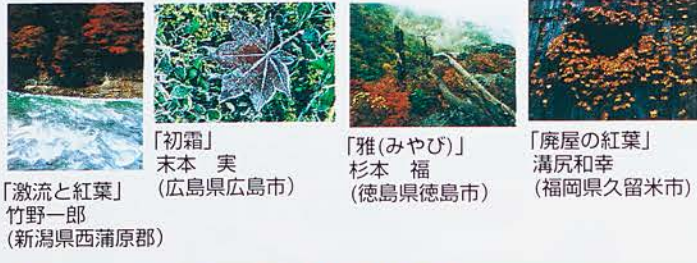 「激流と紅葉」
竹野一郎
(新潟県西蒲原郡)
「初霜」
末本　実
(広島県広島市)
「雅(みやび)」
杉本　福
(徳島県徳島市)
「廃屋の紅葉」
溝尻和幸
(福岡県久留米市)